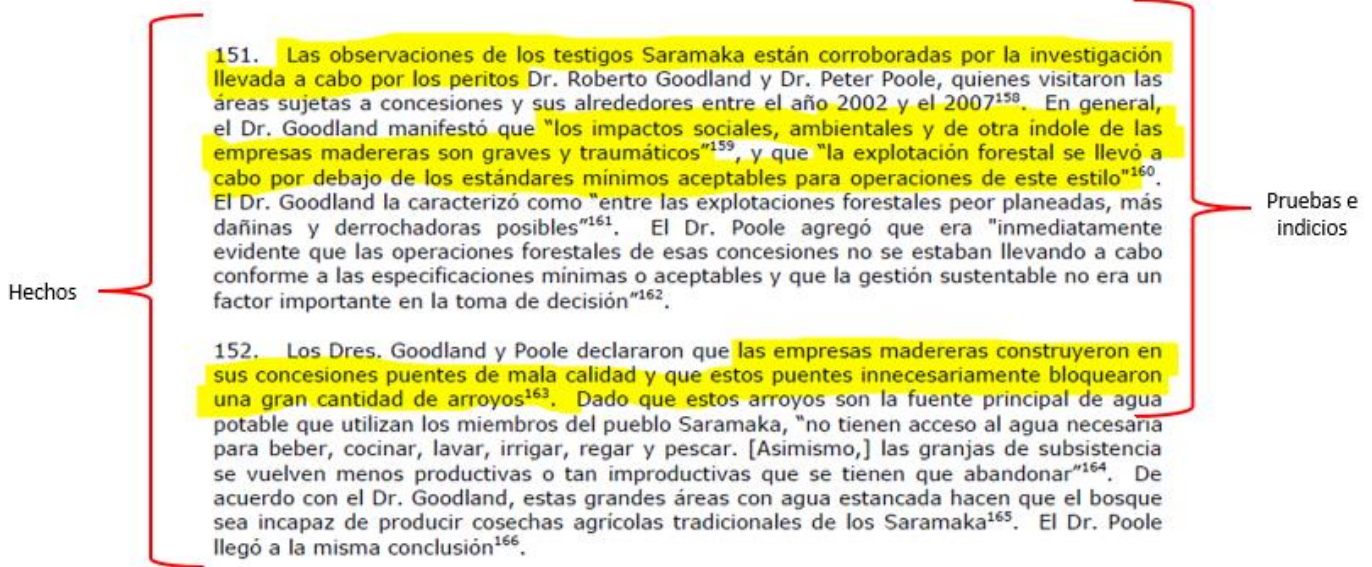 151. Las observaciones de los testigos Saramaka están corroboradas por la investigación
llevada a cabo por los peritos Dr. Roberto Goodland y Dr. Peter Poole, quienes visitaron las
áreas sujetas a concesiones y sus alrededores entre el año 2002 y el 2007¹⁵⁸. En general,
el Dr. Goodland manifestó que “los impactos sociales, ambientales y de otra índole de las
empresas madereras son graves y traumáticos”¹⁵⁹, y que “la explotación forestal se llevó a
cabo por debajo de los estándares mínimos aceptables para operaciones de este estilo"¹⁶⁰.
El Dr. Goodland la caracterizó como “entre las explotaciones forestales peor planeadas, más
dañinas y derrochadoras posibles”¹⁶¹. El Dr. Poole agregó que era "inmediatamente
evidente que las operaciones forestales de esas concesiones no se estaban llevando a cabo
conforme a las especificaciones mínimas o aceptables y que la gestión sustentable no era un
factor importante en la toma de decisión”¹⁶².
152. Los Dres. Goodland y Poole declararon que las empresas madereras construyeron en
sus concesiones puentes de mala calidad y que estos puentes innecesariamente bloquearon
una gran cantidad de arroyos¹⁶³. Dado que estos arroyos son la fuente principal de agua
potable que utilizan los miembros del pueblo Saramaka, “no tienen acceso al agua necesaria
para beber, cocinar, lavar, irrigar, regar y pescar. [Asimismo,] las granjas de subsistencia
se vuelven menos productivas o tan improductivas que se tienen que abandonar”¹⁶⁴. De
acuerdo con el Dr. Goodland, estas grandes áreas con agua estancada hacen que el bosque
sea incapaz de producir cosechas agrícolas tradicionales de los Saramaka¹⁶⁵. El Dr. Poole
llegó a la misma conclusión¹⁶⁶.
Hechos
Pruebas e
indicios